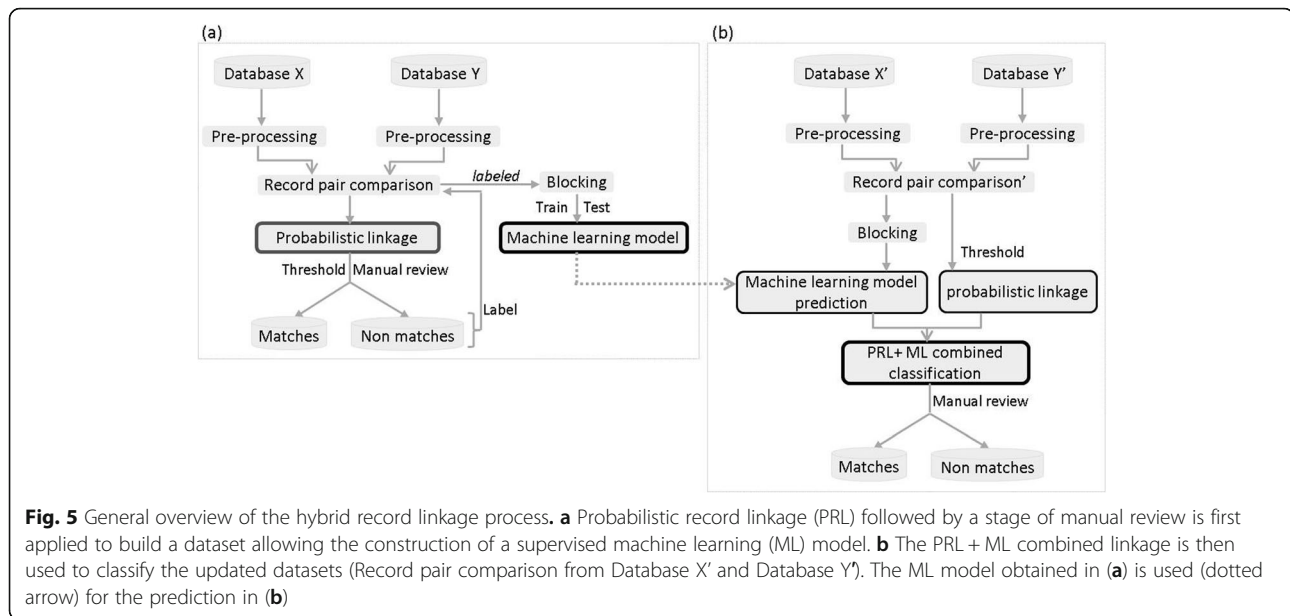 (a)
Database X Database Y
Pre-processing Pre-processing
Record pair comparison labeled Blocking
Train Test
Probabilistic linkage Machine learning model
Threshold Manual review
Label
Matches Non matches
(b)
Database X’ Database Y’
Pre-processing Pre-processing
Record pair comparison’
Blocking
Threshold
Machine learning model
prediction
probabilistic linkage
PRL+ ML combined
classification
Manual review
Matches Non matches
Fig. 5 General overview of the hybrid record linkage process. a Probabilistic record linkage (PRL) followed by a stage of manual review is first
applied to build a dataset allowing the construction of a supervised machine learning (ML) model. b The PRL + ML combined linkage is then
used to classify the updated datasets (Record pair comparison from Database X’ and Database Y’). The ML model obtained in (a) is used (dotted
arrow) for the prediction in (b)